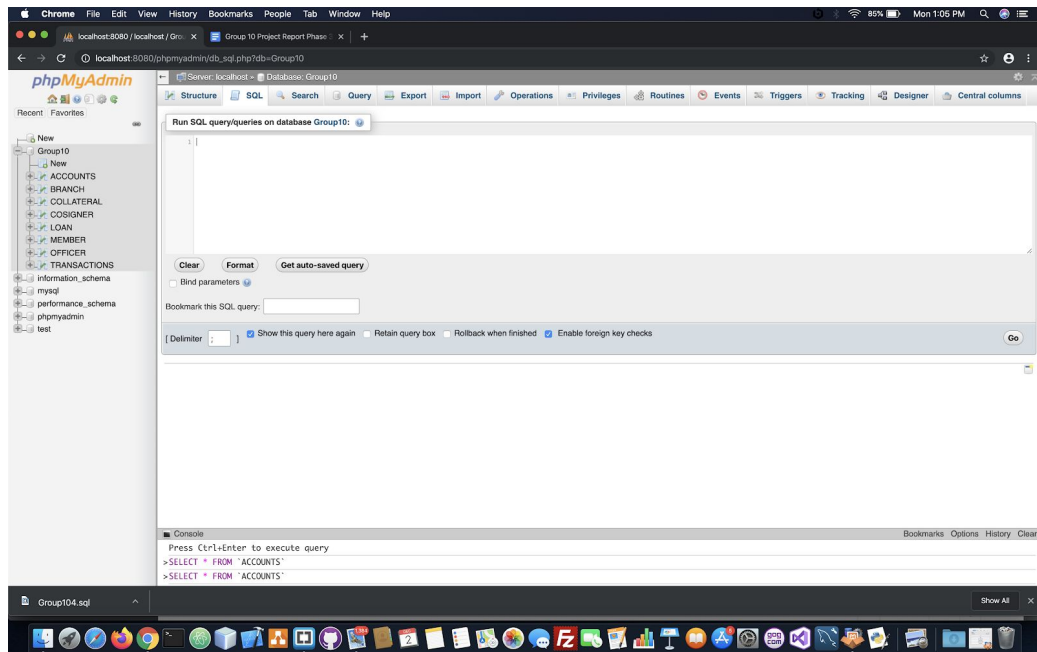 Chrome File Edit View History Bookmarks People Tab Window Help 85% Mon 1:05 PM
localhost:8080 / localhost / Gro Group 10 Project Report Phase
localhost:8080/phpmyadmin/db_sql.php?db=Group10
phpMyAdmin
Recent Favorites
New
Group10
New
ACCOUNTS
BRANCH
COLLATERAL
COSIGNER
LOAN
MEMBER
OFFICER
TRANSACTIONS
information_schema
mysql
performance_schema
phpmyadmin
test
Server: localhost » Database: Group10
Structure SQL Search Query Export Import Operations Privileges Routines Events Triggers Tracking Designer Central columns
Run SQL query/queries on database Group10:
1
Clear Format Get auto-saved query
Bind parameters
Bookmark this SQL query:
[ Delimiter ; ] Show this query here again Retain query box Rollback when finished Enable foreign key checks Go
Console Bookmarks Options History Clear
Press Ctrl+Enter to execute query
>SELECT * FROM `ACCOUNTS`
>SELECT * FROM `ACCOUNTS`
Group104.sql Show All
2